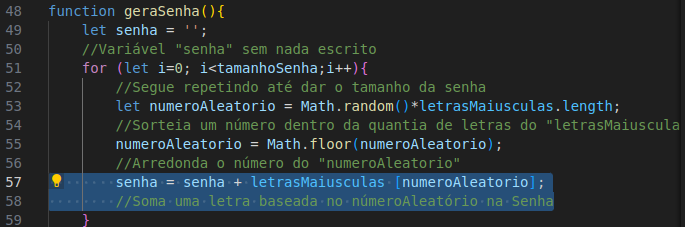 48 function geraSenha(){
49 let senha = '';
50 //Variável "senha" sem nada escrito
51 for (let i=0; i<tamanhoSenha;i++){
52 //Segue repetindo até dar o tamanho da senha
53 let numeroAleatorio = Math.random()*letrasMaiusculas.length;
54 //Sorteia um número dentro da quantia de letras do "letrasMaiuscula
55 numeroAleatorio = Math.floor(numeroAleatorio);
56 //Arredonda o número do "numeroAleatorio"
57 senha = senha + letrasMaiusculas [numeroAleatorio];
58 //Soma uma letra baseada no númeroAleatório na Senha
59 }